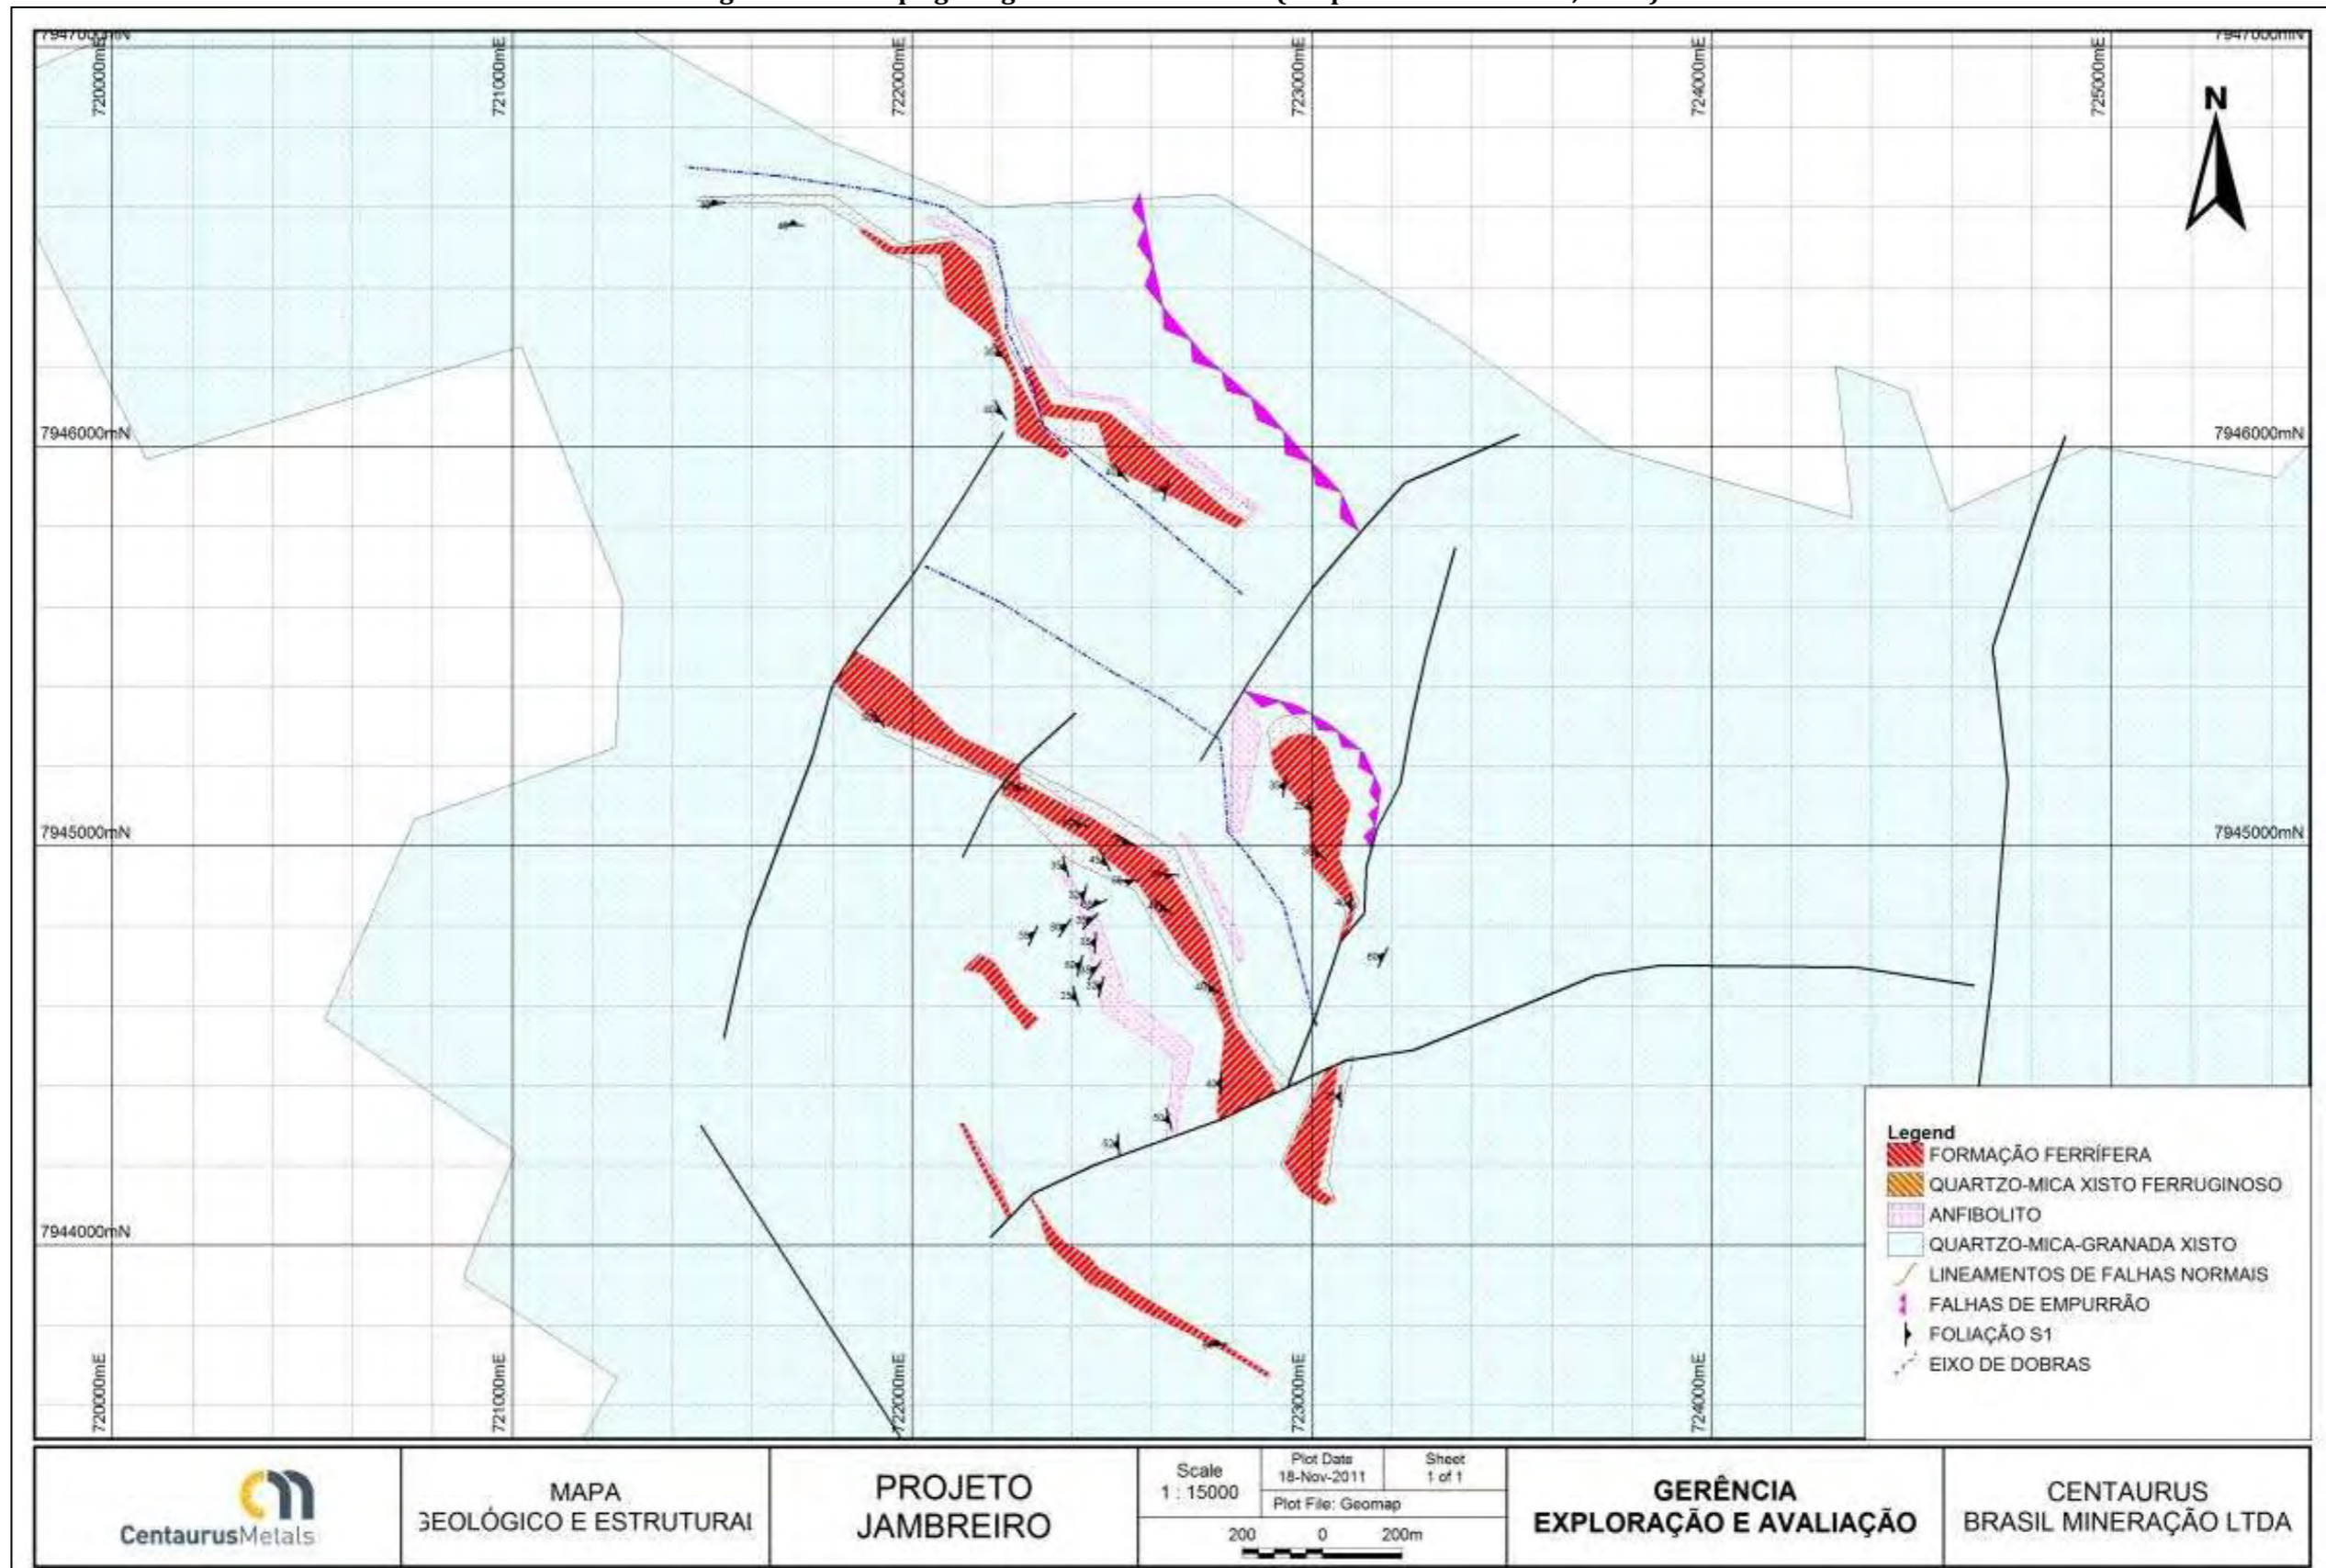 7947000mN
7947000mN
720000mE
721000mE
722000mE
723000mE
724000mE
725000mE
N
7946000mN
7946000mN
7945000mN
7945000mN
7944000mN
720000mE
721000mE
722000mE
723000mE
724000mE
Legend
FORMAÇÃO FERRÍFERA
QUARTZO-MICA XISTO FERRUGINOSO
ANFIBOLITO
QUARTZO-MICA-GRANADA XISTO
LINEAMENTOS DE FALHAS NORMAIS
FALHAS DE EMPURRÃO
FOLIAÇÃO S1
EIXO DE DOBRAS
CentaurusMetals
MAPA
GEOLÓGICO E ESTRUTURAL
PROJETO
JAMBREIRO
Scale
1 : 15000
Plot Date
18-Nov-2011
Sheet
1 of 1
Plot File: Geomap
200 0 200m
GERÊNCIA
EXPLORAÇÃO E AVALIAÇÃO
CENTAURUS
BRASIL MINERAÇÃO LTDA